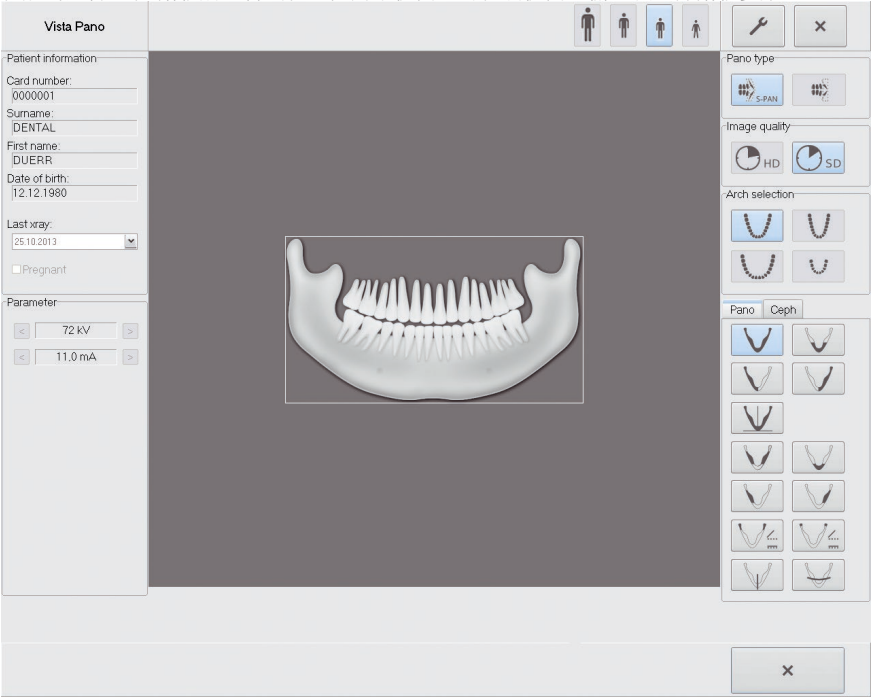 Vista Pano
Patient information
Card number:
0000001
Surname:
DENTAL
First name:
DUERR
Date of birth:
12.12.1980
Last xray:
25.10.2013
Pregnant
Parameter
< 72 kV >
< 11.0 mA >
Pano type
S-PAN
Image quality
HD SD
Arch selection
Pano Ceph